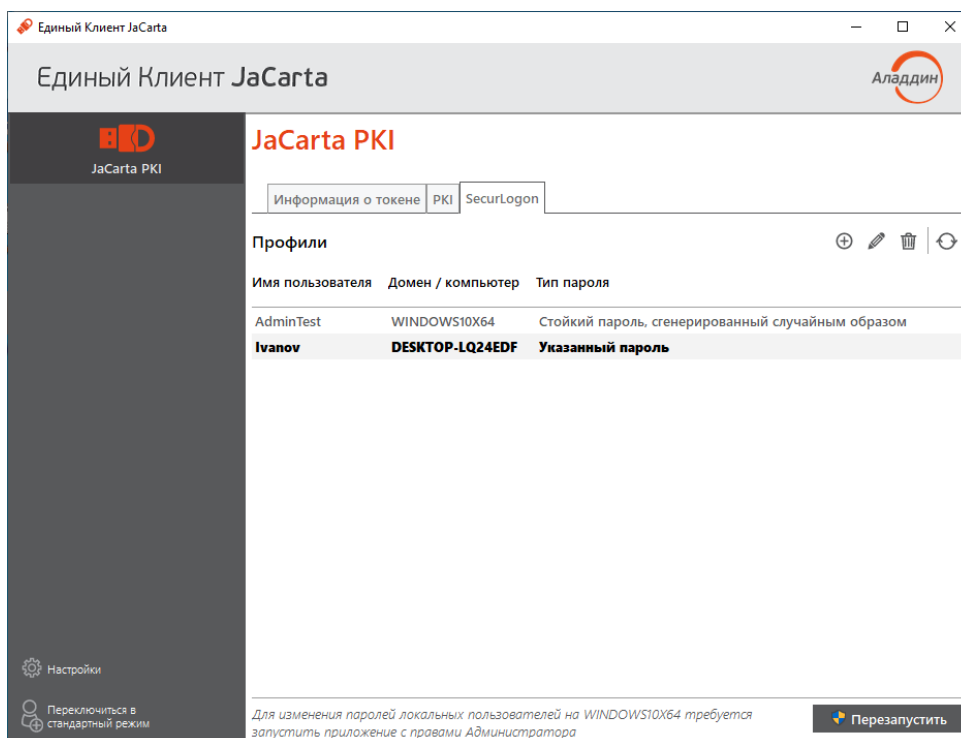 Единый Клиент JaCarta
Единый Клиент JaCarta
Аладдин
JaCarta PKI
JaCarta PKI
Информация о токене PKI SecurLogon
Профили
Имя пользователя Домен / компьютер Тип пароля
AdminTest WINDOWS10X64 Стойкий пароль, сгенерированный случайным образом
Ivanov DESKTOP-LQ24EDF Указанный пароль
Настройки
Переключиться в
стандартный режим
Для изменения паролей локальных пользователей на WINDOWS10X64 требуется
запустить приложение с правами Администратора
Перезапустить